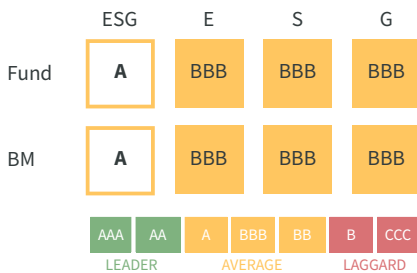 ESG E S G
Fund A BBB BBB BBB
BM A BBB BBB BBB
AAA AA A BBB BB B CCC
LEADER AVERAGE LAGGARD